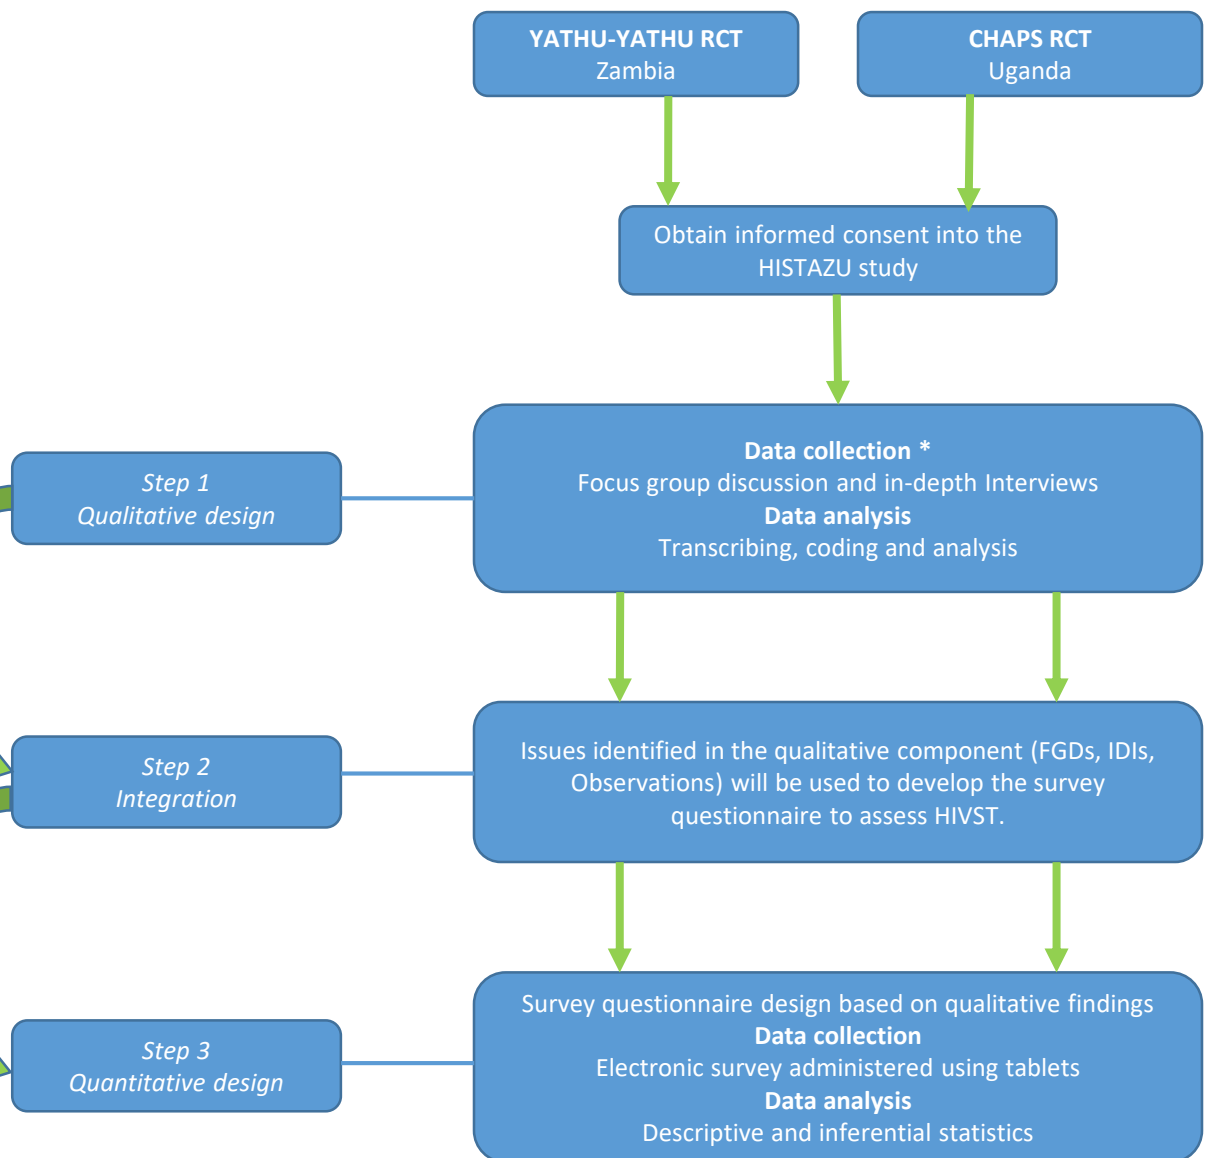 YATHU-YATHU RCT
Zambia
CHAPS RCT
Uganda
Obtain informed consent into the
HISTAZU study
Step 1
Qualitative design
Data collection *
Focus group discussion and in-depth Interviews
Data analysis
Transcribing, coding and analysis
Step 2
Integration
Issues identified in the qualitative component (FGDs, IDIs,
Observations) will be used to develop the survey
questionnaire to assess HIVST.
Step 3
Quantitative design
Survey questionnaire design based on qualitative findings
Data collection
Electronic survey administered using tablets
Data analysis
Descriptive and inferential statistics